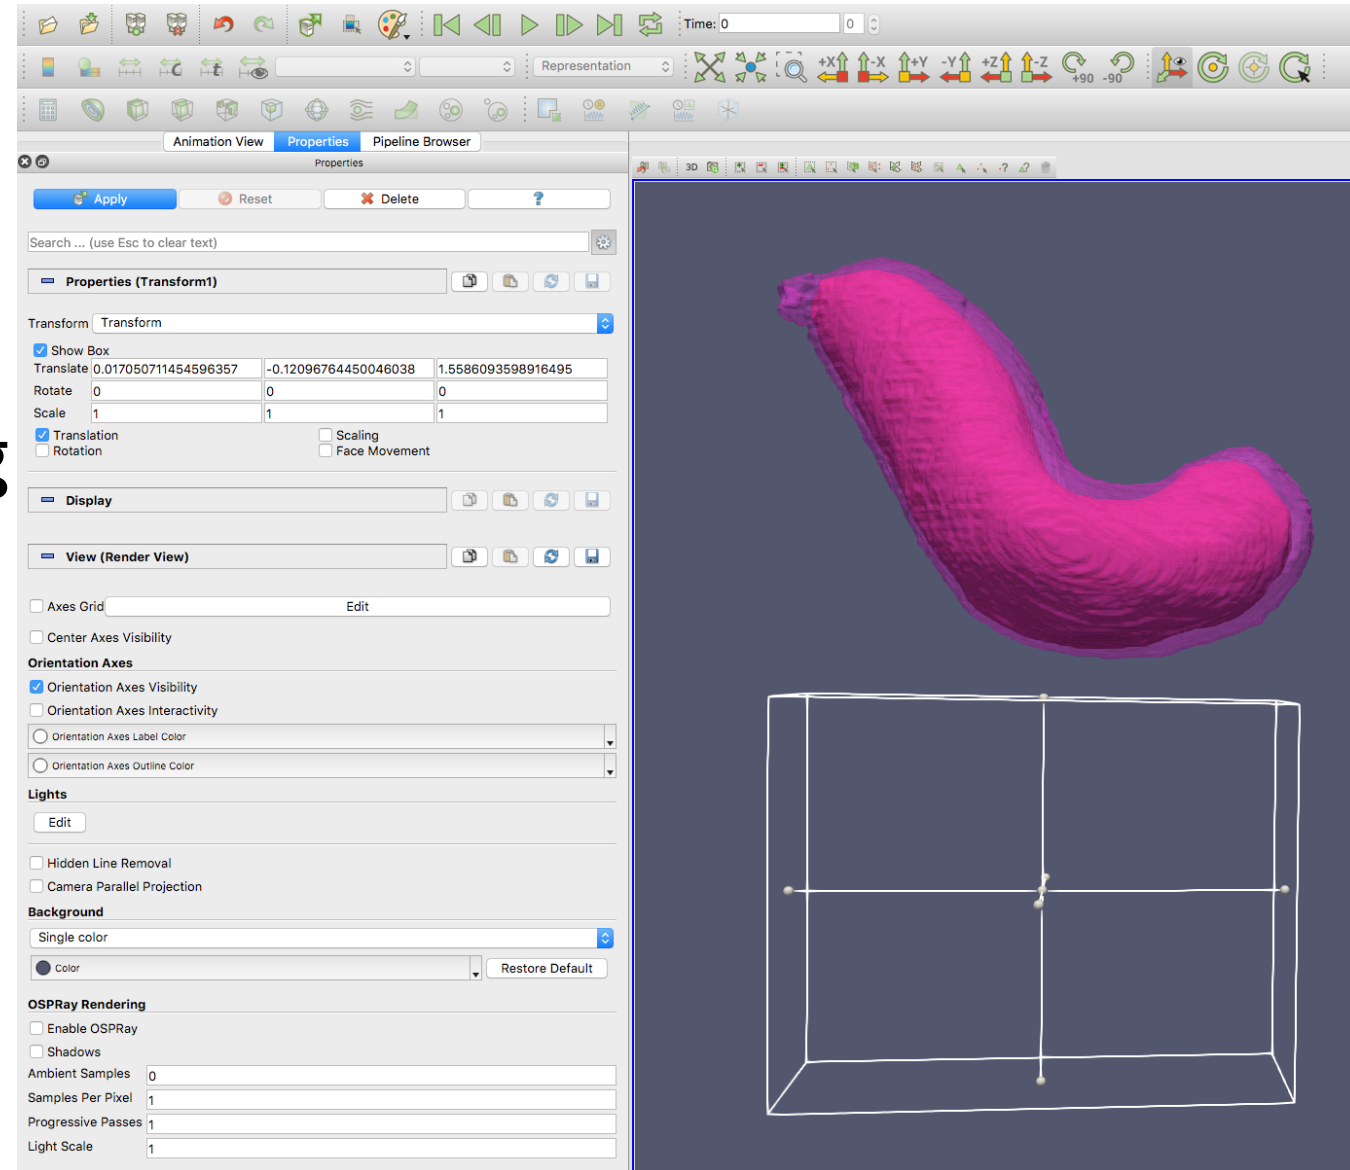 Time: 0 0
Representation
+X -X +Y -Y +Z -Z +90 -90
Animation View Properties Pipeline Browser
Properties
3D
Apply Reset Delete ?
Search ... (use Esc to clear text)
Properties (Transform1)
Transform Transform
Show Box
Translate 0.017050711454596357 -0.12096764450046038 1.5586093598916495
Rotate 0 0 0
Scale 1 1 1
Translation Scaling
Rotation Face Movement
g
Display
View (Render View)
Axes Grid Edit
Center Axes Visibility
Orientation Axes
Orientation Axes Visibility
Orientation Axes Interactivity
Orientation Axes Label Color
Orientation Axes Outline Color
Lights
Edit
Hidden Line Removal
Camera Parallel Projection
Background
Single color
Color Restore Default
OSPRay Rendering
Enable OSPRay
Shadows
Ambient Samples 0
Samples Per Pixel 1
Progressive Passes 1
Light Scale 1